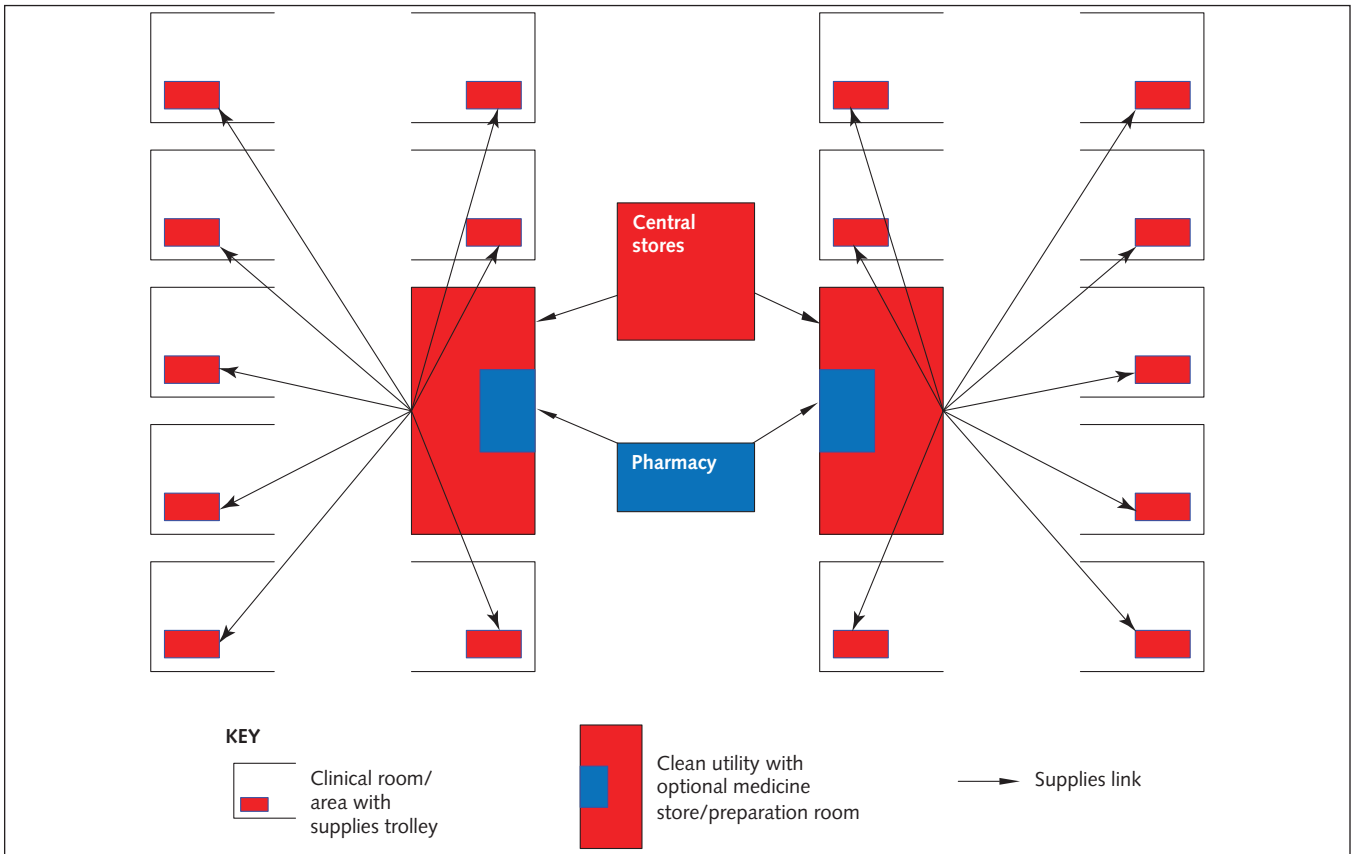 Central
stores
Pharmacy
KEY
Clinical room/
area with
supplies trolley
Clean utility with
optional medicine
store/preparation room
Supplies link